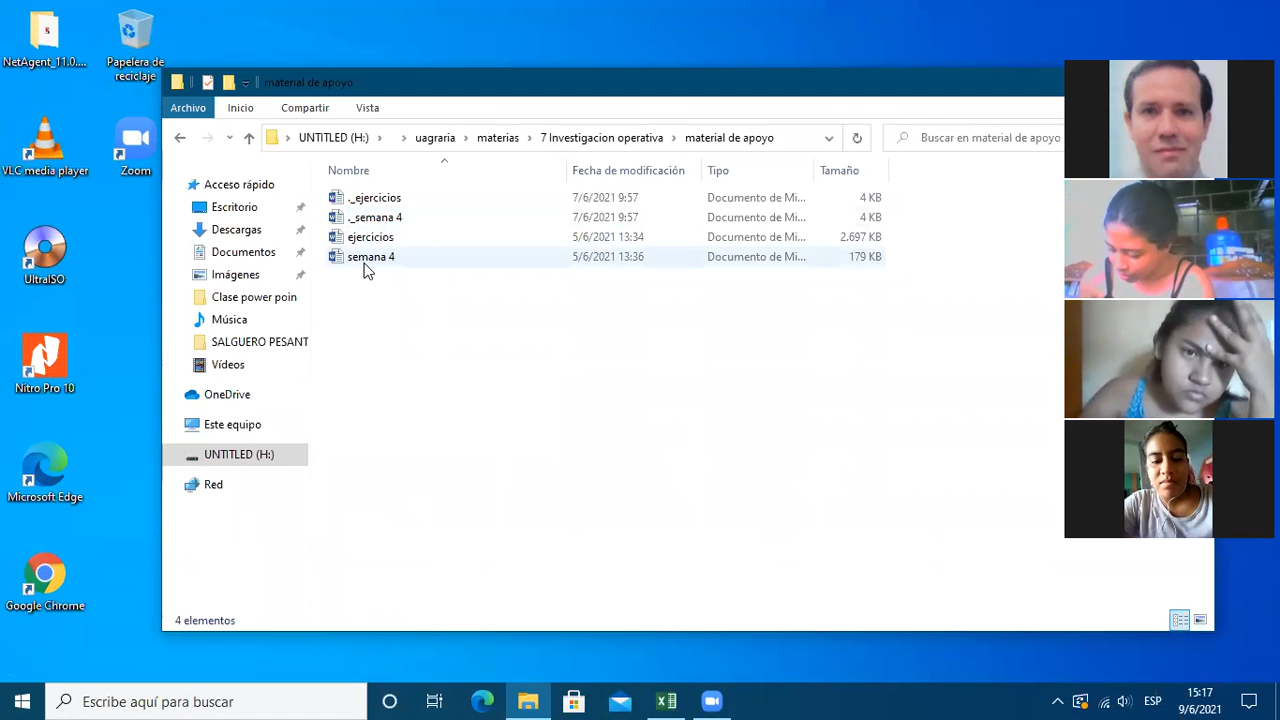 NetAgent_11.0....
Papelera de
reciclaje
VLC media player
Zoom
UltraISO
Nitro Pro 10
Microsoft Edge
Google Chrome
material de apoyo
Archivo Inicio Compartir Vista
UNTITLED (H:) uagraria materias 7 Investigacion operativa material de apoyo Buscar en material de apoyo
Nombre Fecha de modificación Tipo Tamaño
._ejercicios 7/6/2021 9:57 Documento de Mi... 4 KB
._semana 4 7/6/2021 9:57 Documento de Mi... 4 KB
ejercicios 5/6/2021 13:34 Documento de Mi... 2.697 KB
semana 4 5/6/2021 13:36 Documento de Mi... 179 KB
Acceso rápido
Escritorio
Descargas
Documentos
Imágenes
Clase power poin
Música
SALGUERO PESANT
Vídeos
OneDrive
Este equipo
UNTITLED (H:)
Red
4 elementos
Escribe aquí para buscar
ESP
15:17
9/6/2021